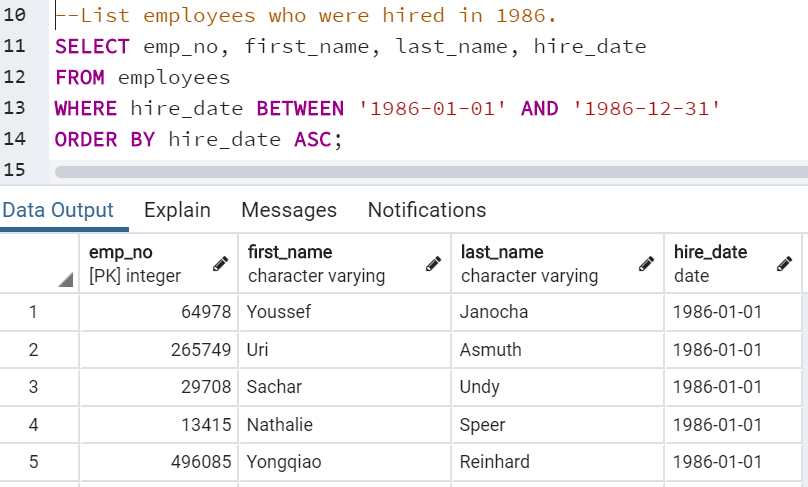 10 --List employees who were hired in 1986.
11 SELECT emp_no, first_name, last_name, hire_date
12 FROM employees
13 WHERE hire_date BETWEEN '1986-01-01' AND '1986-12-31'
14 ORDER BY hire_date ASC;
15
Data Output Explain Messages Notifications
emp_no first_name last_name hire_date
[PK] integer character varying character varying date
1 64978 Youssef Janocha 1986-01-01
2 265749 Uri Asmuth 1986-01-01
3 29708 Sachar Undy 1986-01-01
4 13415 Nathalie Speer 1986-01-01
5 496085 Yongqiao Reinhard 1986-01-01